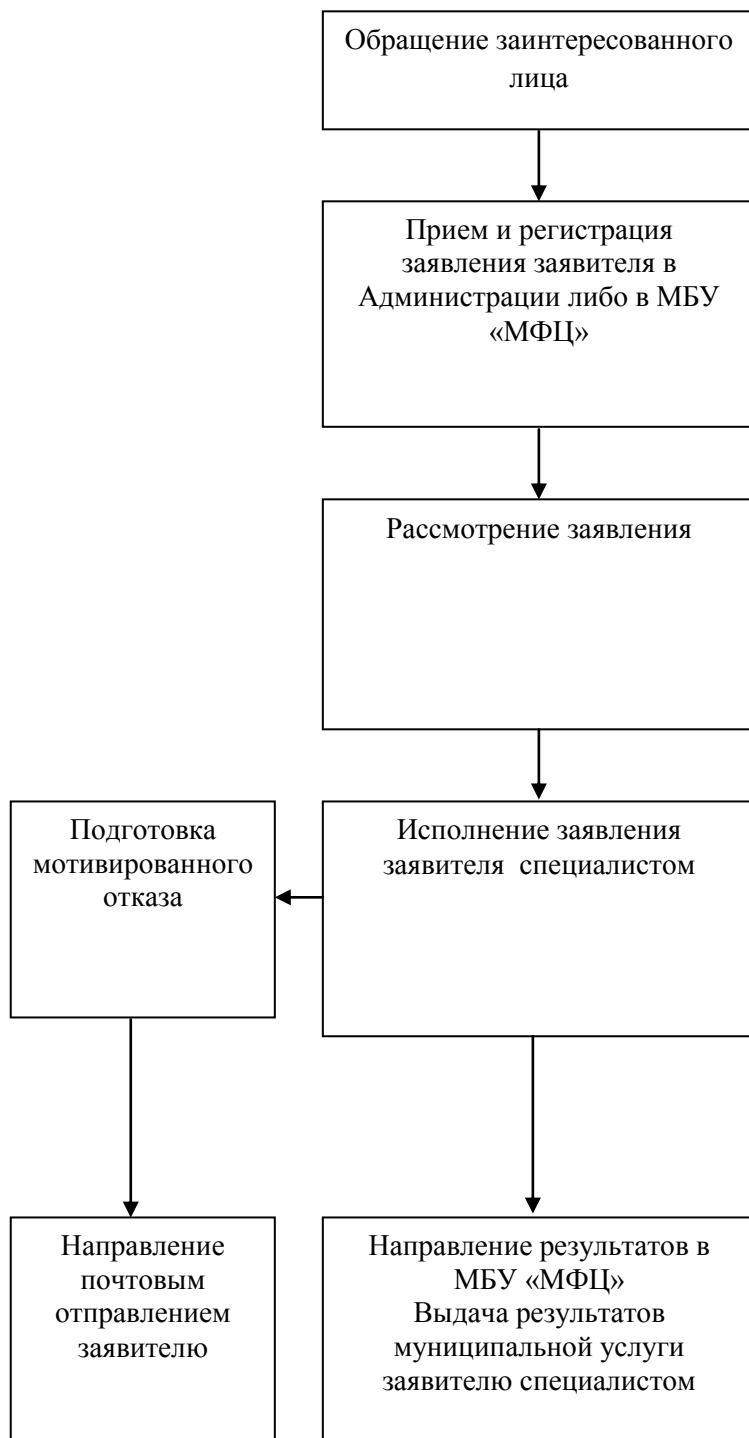 Обращение заинтересованного
лица
Прием и регистрация
заявления заявителя в
Администрации либо в МБУ
«МФЦ»
Рассмотрение заявления
Подготовка
мотивированного
отказа
Исполнение заявления
заявителя специалистом
Направление
почтовым
отправлением
заявителю
Направление результатов в
МБУ «МФЦ»
Выдача результатов
муниципальной услуги
заявителю специалистом